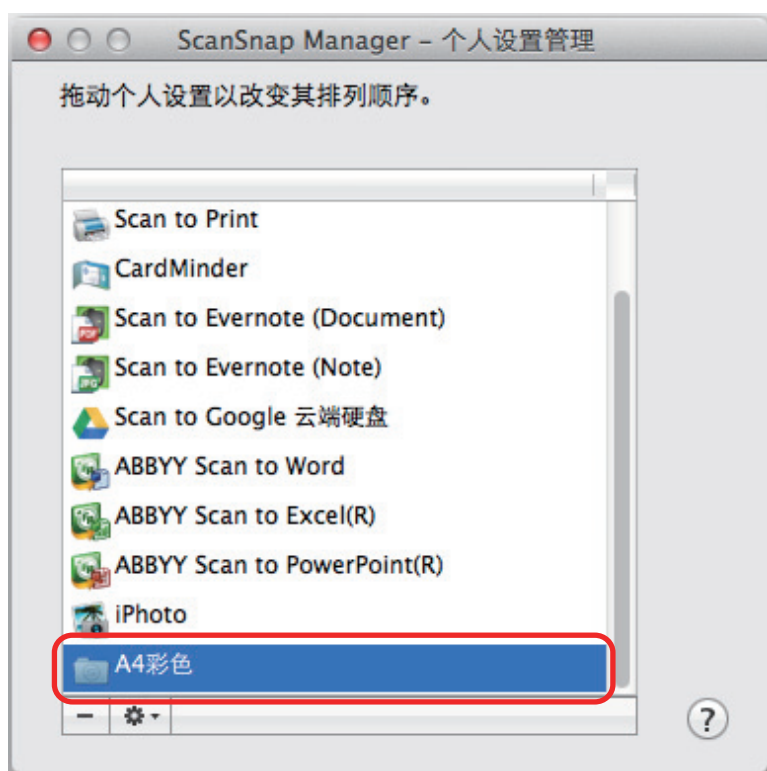 ScanSnap Manager – 个人设置管理
拖动个人设置以改变其排列顺序。
Scan to Print
CardMinder
Scan to Evernote (Document)
Scan to Evernote (Note)
Scan to Google 云端硬盘
ABBYY Scan to Word
ABBYY Scan to Excel(R)
ABBYY Scan to PowerPoint(R)
iPhoto
A4彩色
?